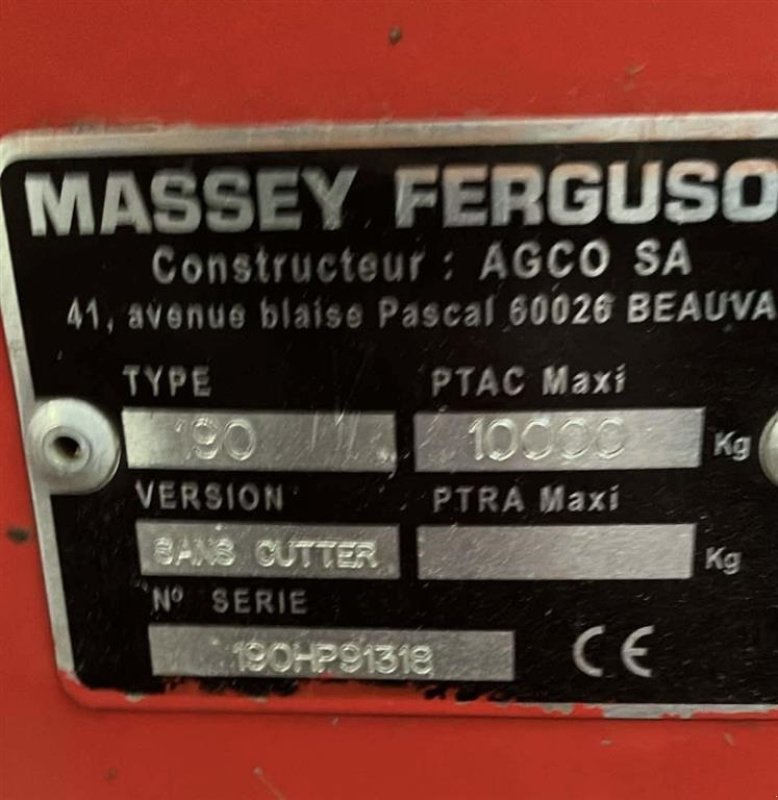 MASSEY FERGUSO
Constructeur : AGCO SA
41, avenue blaise Pascal 60026 BEAUVA
TYPE PTAC Maxi
190 10000 Kg
VERSION PTRA Maxi
SANS CUTTER Kg
Nº SERIE
190HP91318 CE